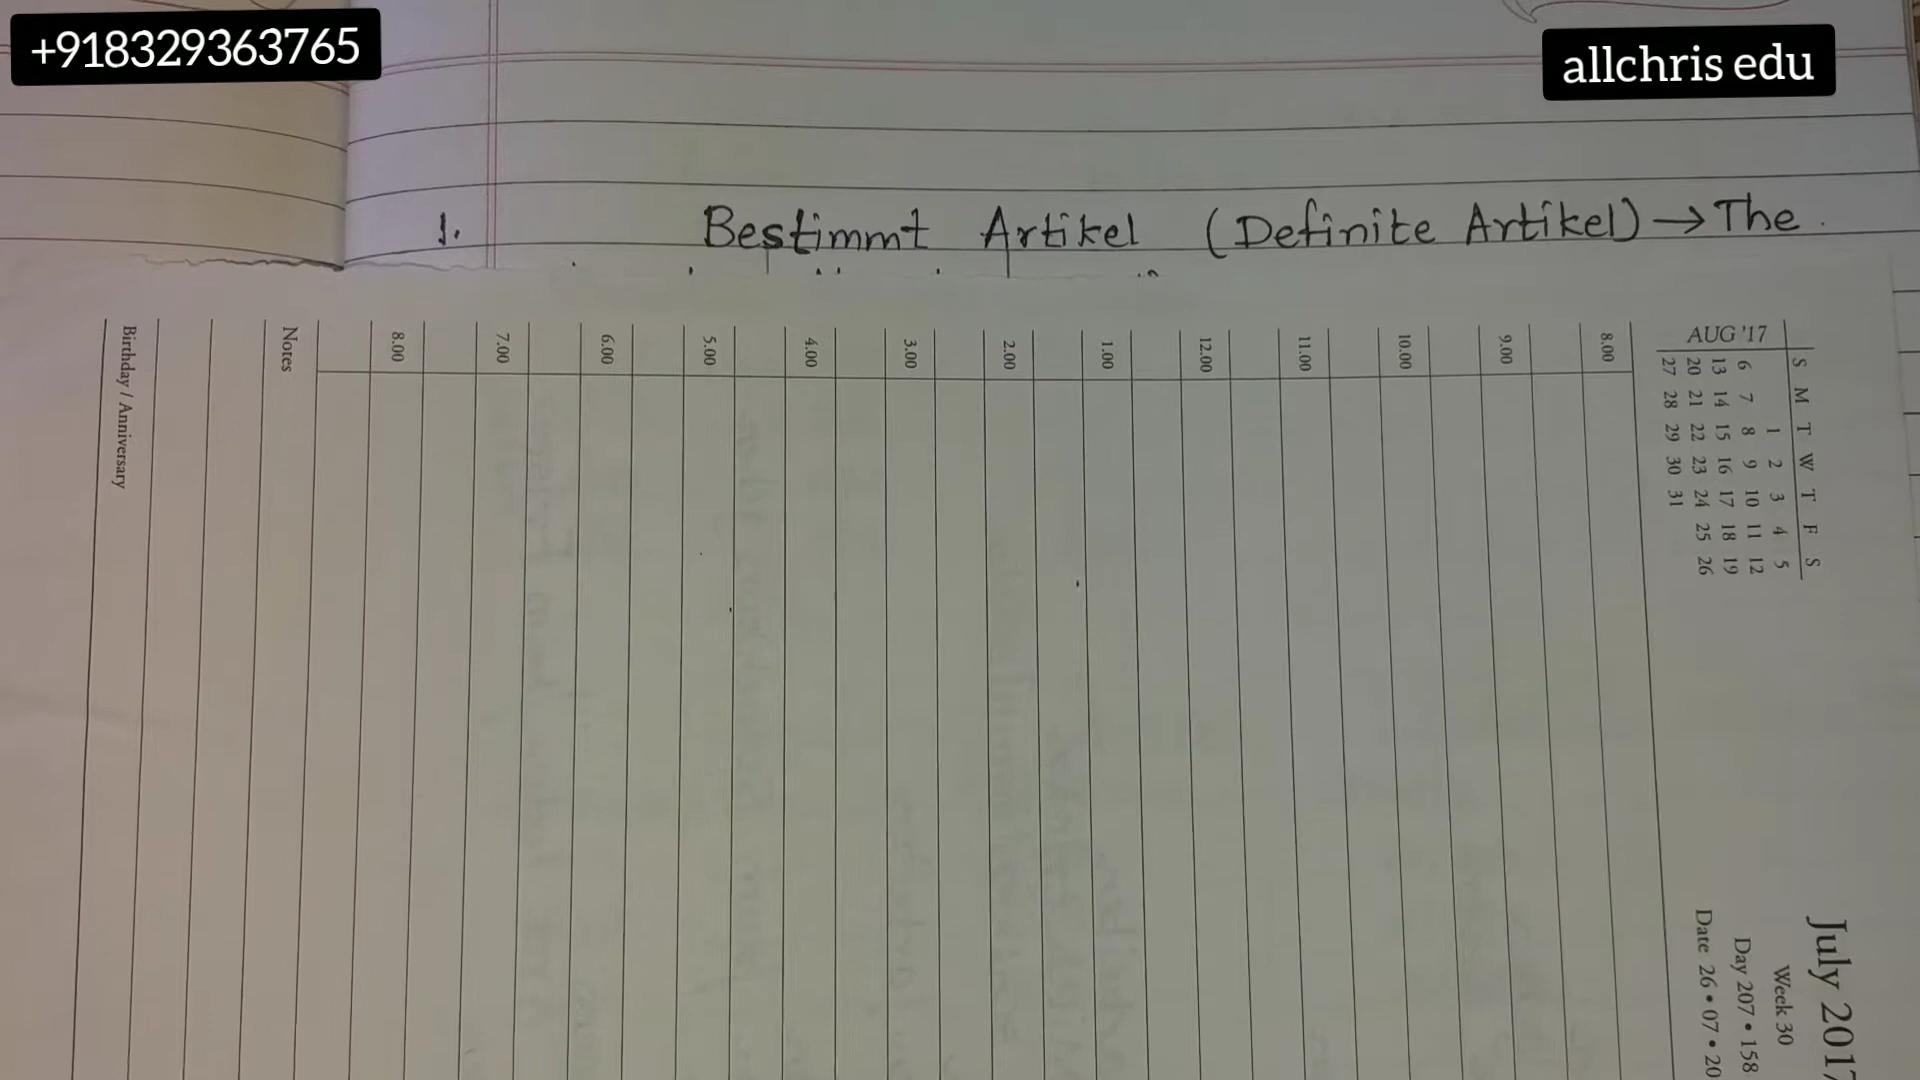 +918329363765
allchris edu
1. Bestimmt Artikel (Definite Artikel) → The
AUG '17
S M T W T F S
1 2 3 4 5
6 7 8 9 10 11 12
13 14 15 16 17 18 19
20 21 22 23 24 25 26
27 28 29 30 31
July 2017
Week 30
Day 207 • 158
Date 26 • 07 • 20
8.00
9.00
10.00
11.00
12.00
1.00
2.00
3.00
4.00
5.00
6.00
7.00
8.00
Notes
Birthday / Anniversary